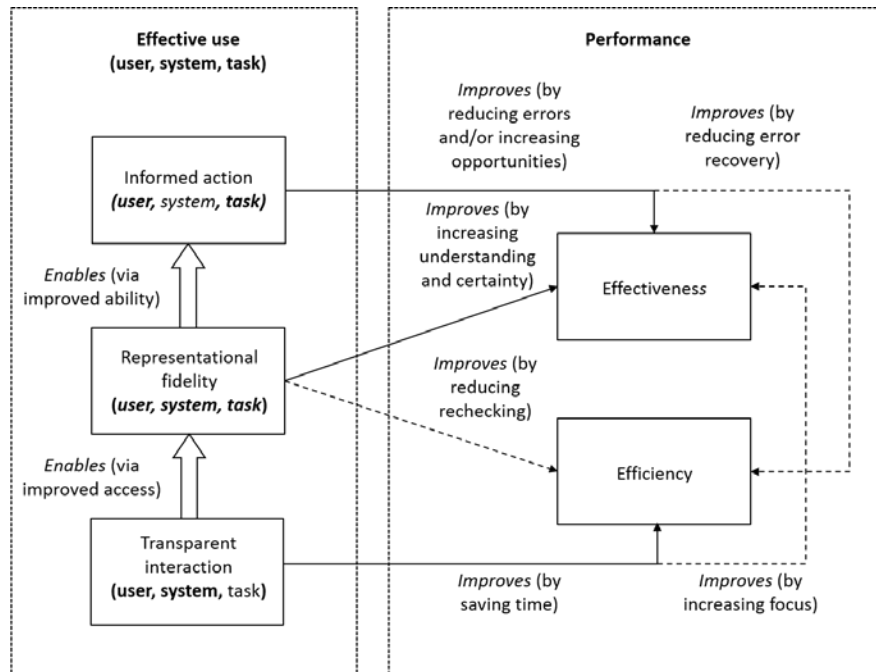 Effective use
(user, system, task)
Performance
Improves (by
reducing errors
and/or increasing
opportunities)
Improves (by
reducing error
recovery)
Informed action
(user, system, task)
Improves (by
increasing
understanding
and certainty)
Enables (via
improved ability)
Effectiveness
Representational
fidelity
(user, system, task)
Improves (by
reducing
rechecking)
Enables (via
improved access)
Efficiency
Transparent
interaction
(user, system, task)
Improves (by
saving time)
Improves (by
increasing focus)